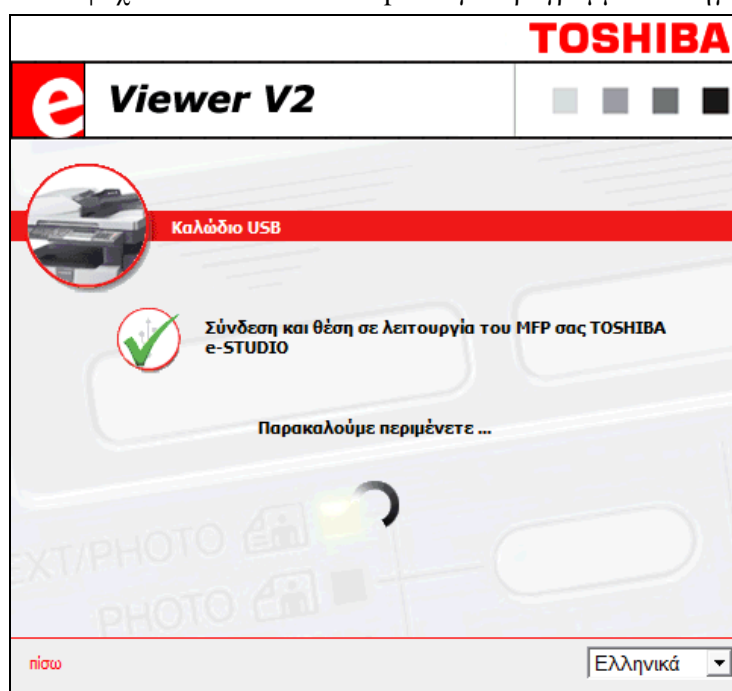 TOSHIBA
e Viewer V2
Καλώδιο USB
Σύνδεση και θέση σε λειτουργία του MFP σας TOSHIBA
e-STUDIO
Παρακαλούμε περιμένετε ...
EXT/PHOTO
PHOTO
πίσω
Ελληνικά